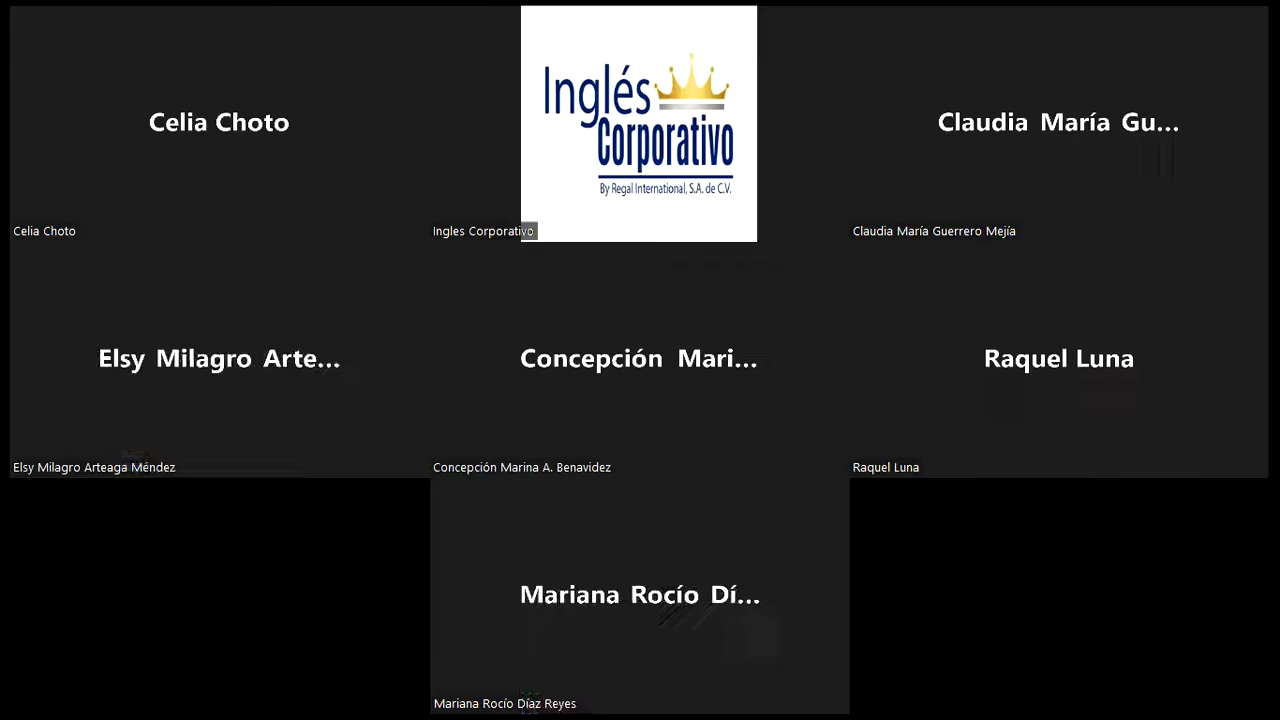 Celia Choto
Celia Choto
Inglés
Corporativo
By Regal International, S.A. de C.V.
Ingles Corporativo
Claudia María Gu...
Claudia María Guerrero Mejía
Elsy Milagro Arte...
Elsy Milagro Arteaga Méndez
Concepción Mari...
Concepción Marina A. Benavidez
Raquel Luna
Raquel Luna
Mariana Rocío Dí...
Mariana Rocío Díaz Reyes